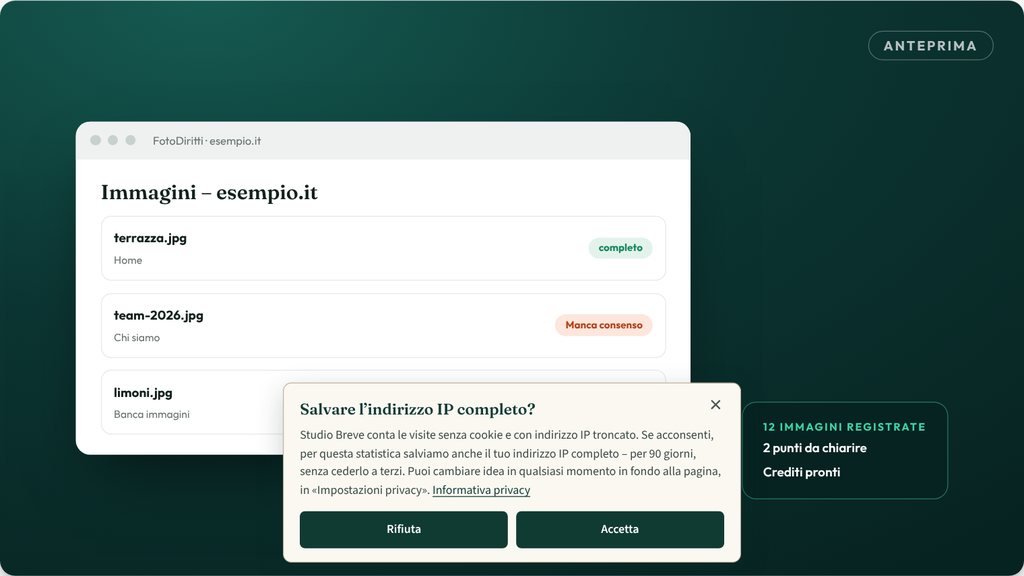 ANTEPRIMA
FotoDiritti · esempio.it
Immagini – esempio.it
terrazza.jpg
Home
completo
team-2026.jpg
Chi siamo
Manca consenso
limoni.jpg
Banca immagini
Salvare l’indirizzo IP completo?
Studio Breve conta le visite senza cookie e con indirizzo IP troncato. Se acconsenti,
per questa statistica salviamo anche il tuo indirizzo IP completo – per 90 giorni,
senza cederlo a terzi. Puoi cambiare idea in qualsiasi momento in fondo alla pagina,
in «Impostazioni privacy». Informativa privacy
Rifiuta
Accetta
12 IMMAGINI REGISTRATE
2 punti da chiarire
Crediti pronti